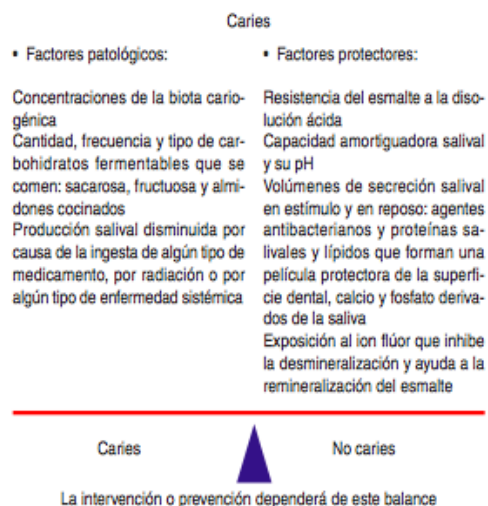 Caries
• Factores patológicos:
Concentraciones de la biota cario-
génica
Cantidad, frecuencia y tipo de car-
bohidratos fermentables que se
comen: sacarosa, fructuosa y almi-
dones cocinados
Producción salival disminuida por
causa de la ingesta de algún tipo de
medicamento, por radiación o por
algún tipo de enfermedad sistémica
• Factores protectores:
Resistencia del esmalte a la diso-
lución ácida
Capacidad amortiguadora salival
y su pH
Volúmenes de secreción salival
en estímulo y en reposo: agentes
antibacterianos y proteínas sa-
livales y lípidos que forman una
película protectora de la superfi-
cie dental, calcio y fosfato deriva-
dos de la saliva
Exposición al ion flúor que inhibe
la desmineralización y ayuda a la
remineralización del esmalte
Caries
No caries
La intervención o prevención dependerá de este balance